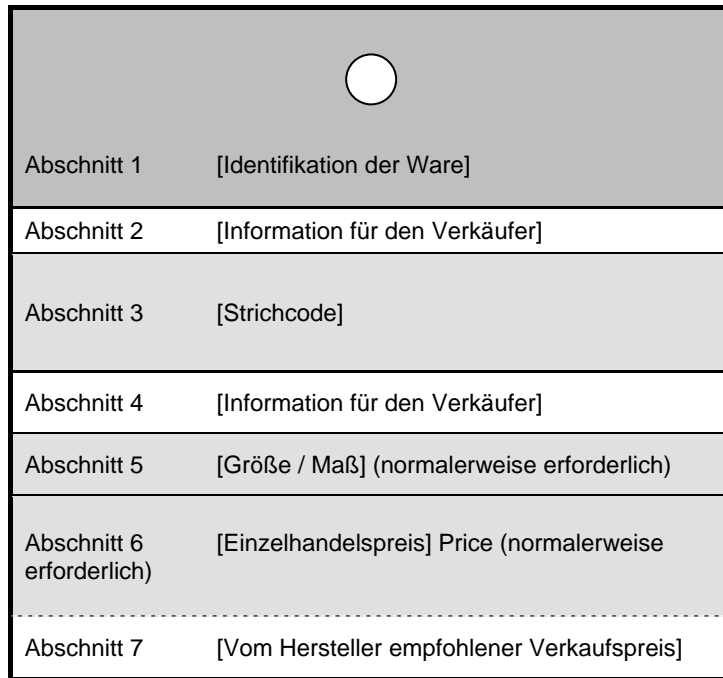 Abschnitt 1 [Identifikation der Ware]
Abschnitt 2 [Information für den Verkäufer]
Abschnitt 3 [Strichcode]
Abschnitt 4 [Information für den Verkäufer]
Abschnitt 5 [Größe / Maß] (normalerweise erforderlich)
Abschnitt 6 [Einzelhandelspreis] Price (normalerweise
erforderlich)
Abschnitt 7 [Vom Hersteller empfohlener Verkaufspreis]